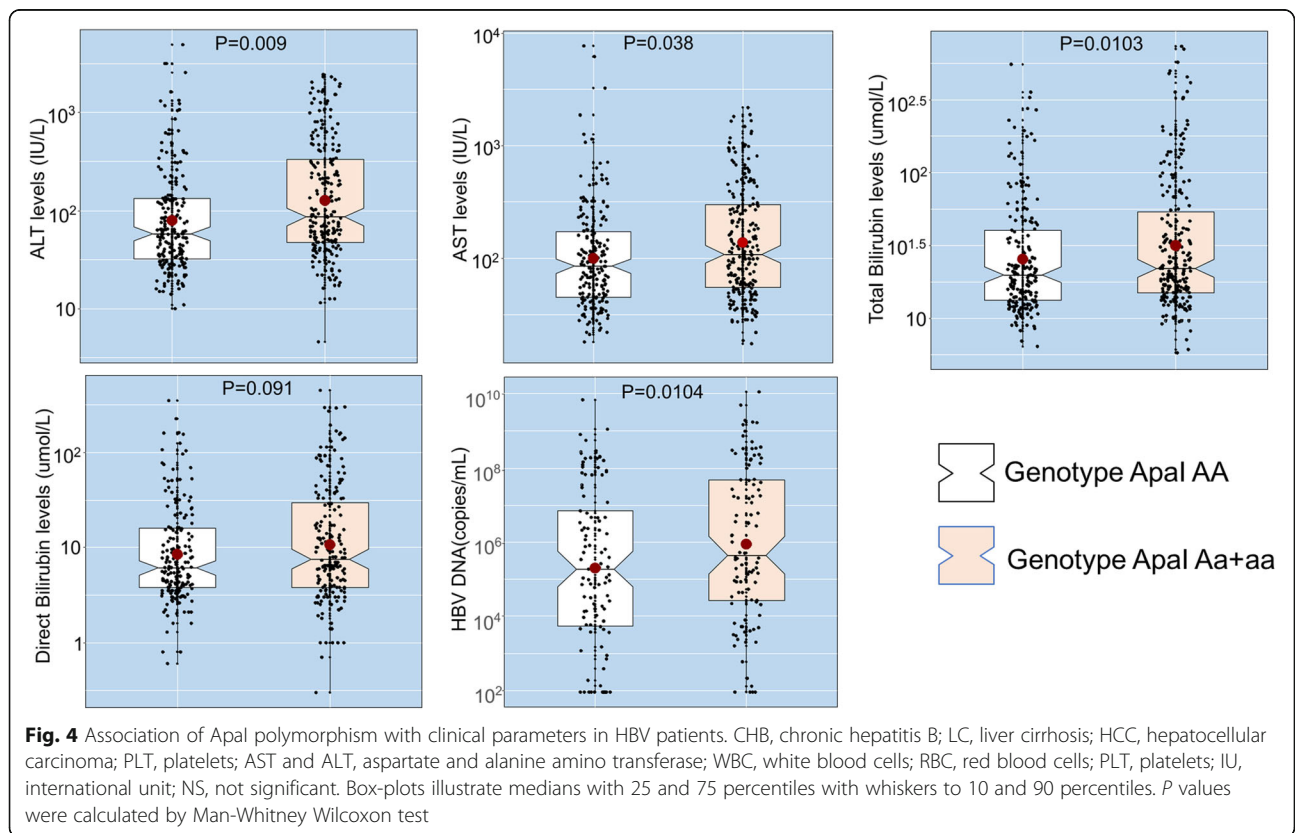 P=0.009
ALT levels (IU/L)
10³
10²
10
P=0.038
AST levels (IU/L)
10⁴
10³
10²
P=0.0103
Total Bilirubin levels (umol/L)
10².⁵
10²
10¹.⁵
10
P=0.091
Direct Bilirubin levels (umol/L)
10²
10
1
P=0.0104
HBV DNA(copies/mL)
10¹⁰
10⁸
10⁶
10⁴
10²
Genotype ApaI AA
Genotype ApaI Aa+aa
Fig. 4 Association of ApaI polymorphism with clinical parameters in HBV patients. CHB, chronic hepatitis B; LC, liver cirrhosis; HCC, hepatocellular
carcinoma; PLT, platelets; AST and ALT, aspartate and alanine amino transferase; WBC, white blood cells; RBC, red blood cells; PLT, platelets; IU,
international unit; NS, not significant. Box-plots illustrate medians with 25 and 75 percentiles with whiskers to 10 and 90 percentiles. P values
were calculated by Man-Whitney Wilcoxon test